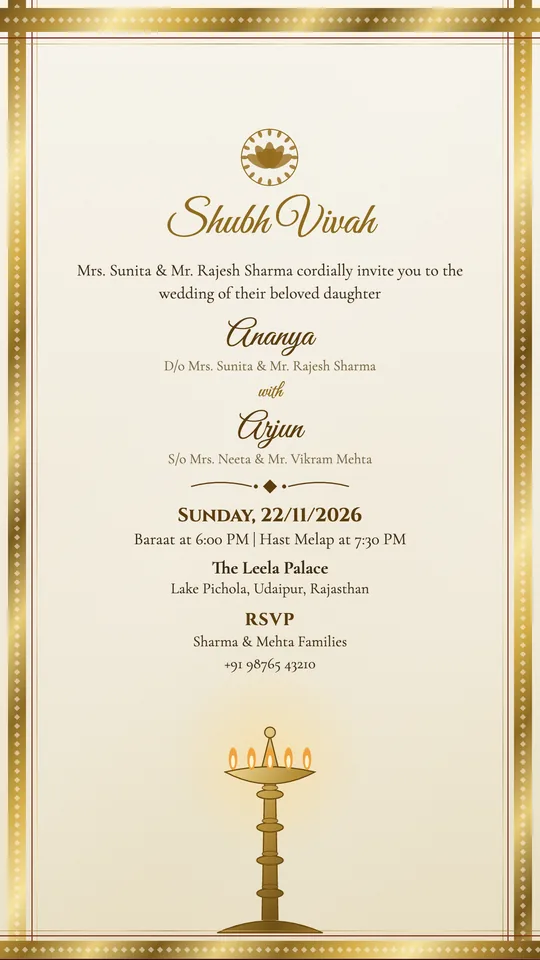 Shubh Vivah
Mrs. Sunita & Mr. Rajesh Sharma cordially invite you to the
wedding of their beloved daughter
Ananya
D/o Mrs. Sunita & Mr. Rajesh Sharma
with
Arjun
S/o Mrs. Neeta & Mr. Vikram Mehta
Sunday, 22/11/2026
Baraat at 6:00 PM | Hast Melap at 7:30 PM
The Leela Palace
Lake Pichola, Udaipur, Rajasthan
RSVP
Sharma & Mehta Families
+91 98765 43210